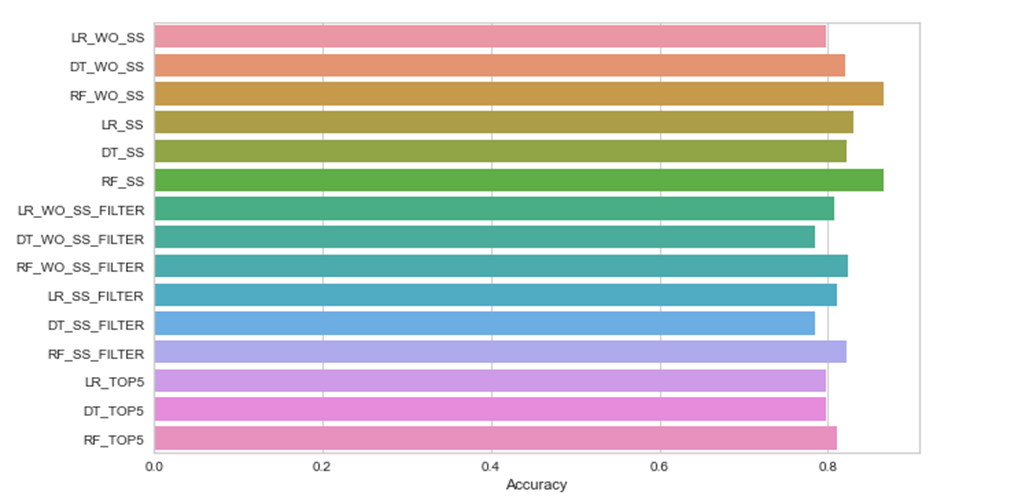 LR_WO_SS
DT_WO_SS
RF_WO_SS
LR_SS
DT_SS
RF_SS
LR_WO_SS_FILTER
DT_WO_SS_FILTER
RF_WO_SS_FILTER
LR_SS_FILTER
DT_SS_FILTER
RF_SS_FILTER
LR_TOP5
DT_TOP5
RF_TOP5
0.0 0.2 0.4 0.6 0.8
Accuracy